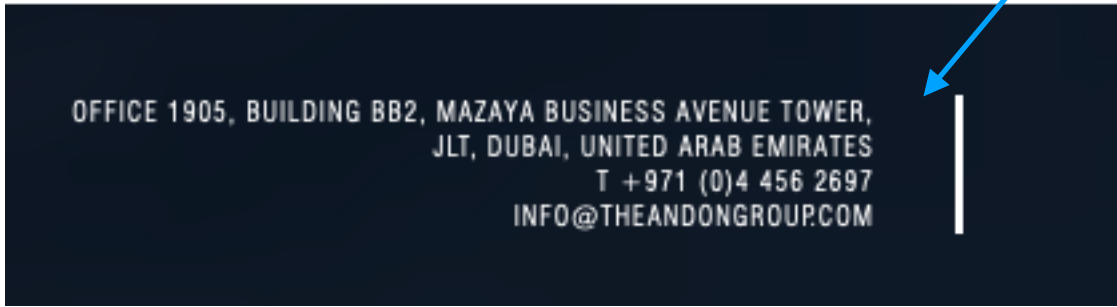 OFFICE 1905, BUILDING BB2, MAZAYA BUSINESS AVENUE TOWER,
JLT, DUBAI, UNITED ARAB EMIRATES
T +971 (0)4 456 2697
INFO@THEANDONGROUP.COM